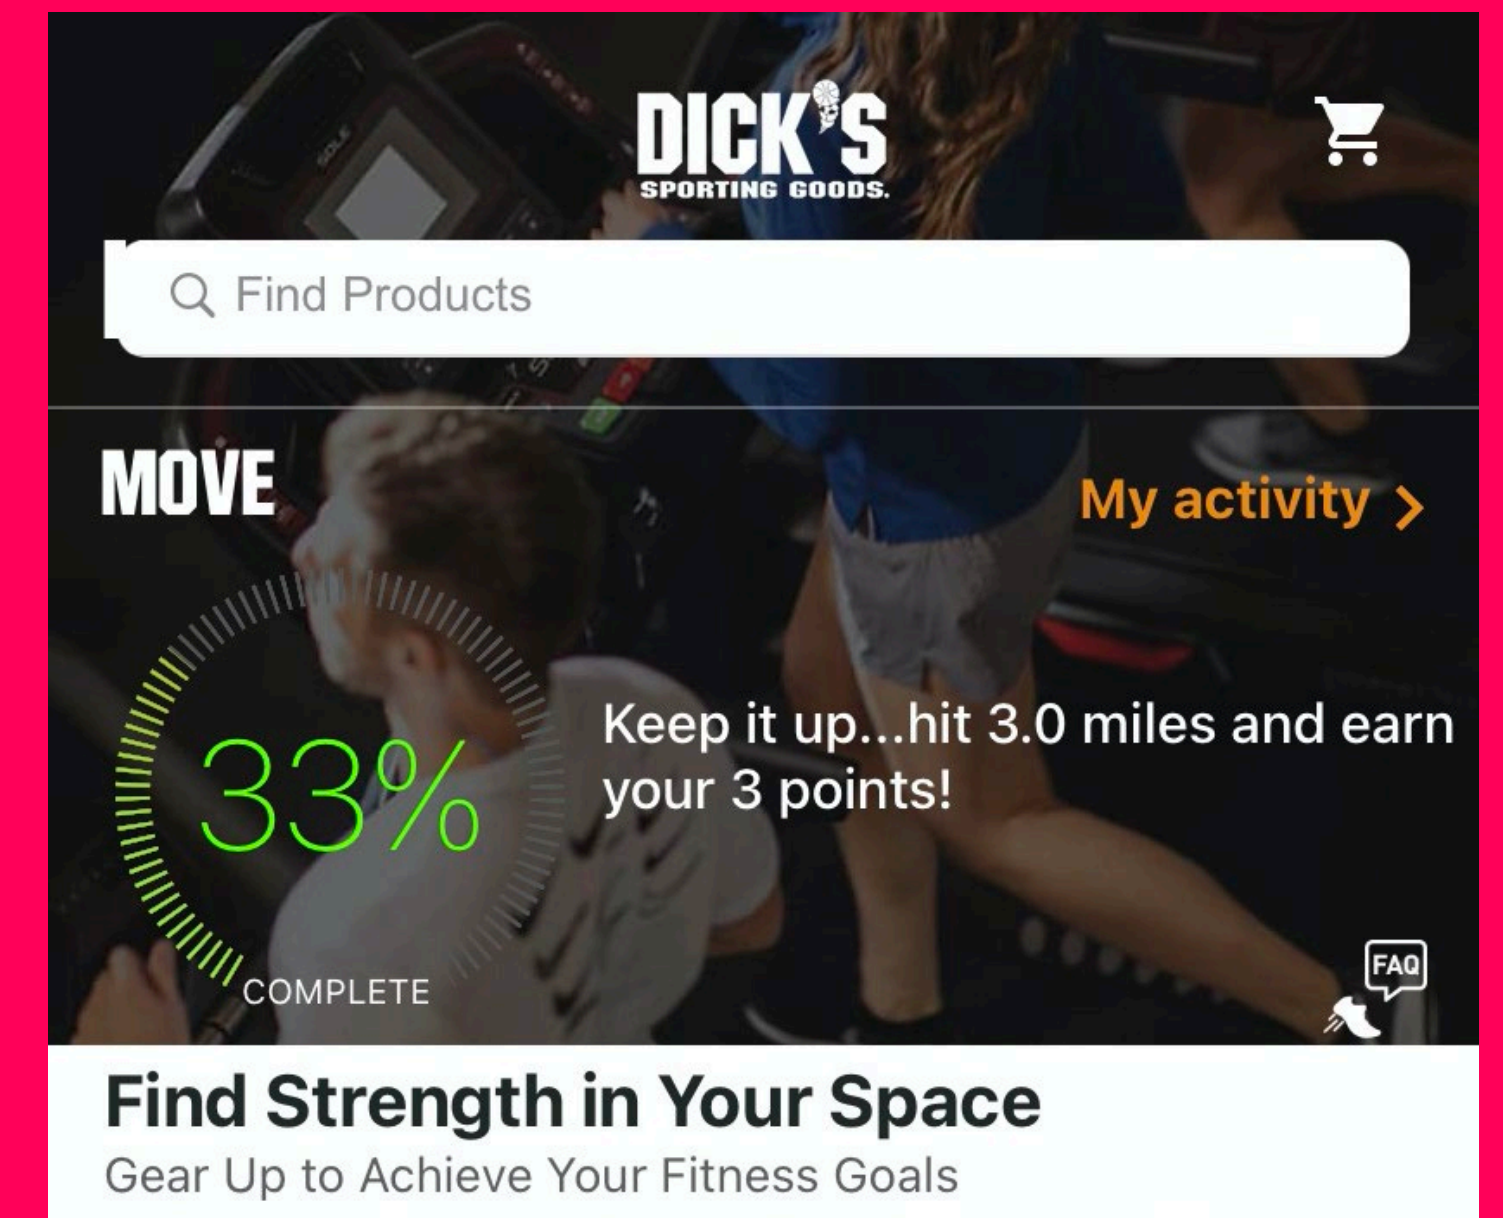 DICK'S
SPORTING GOODS.
Find Products
MOVE
My activity
33%
COMPLETE
Keep it up...hit 3.0 miles and earn
your 3 points!
FAQ
Find Strength in Your Space
Gear Up to Achieve Your Fitness Goals